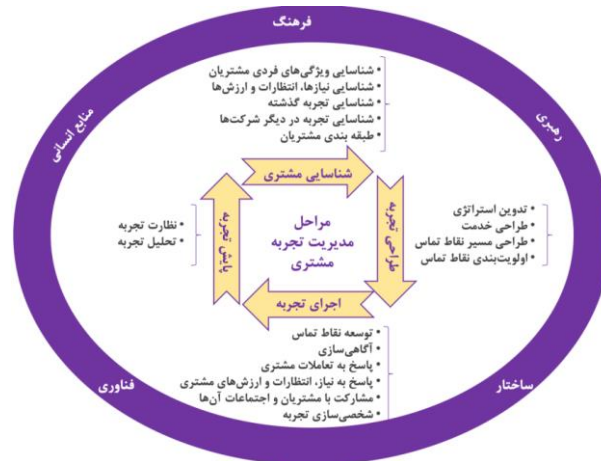 فرهنگ
رهبری
ساختار
فناوری
منابع انسانی
• شناسایی ویژگی‌های فردی مشتریان
• شناسایی نیازها، انتظارات و ارزش‌ها
• شناسایی تجربه گذشته
• شناسایی تجربه در دیگر شرکت‌ها
• طبقه بندی مشتریان
شناسایی مشتری
طراحی تجربه
• تدوین استراتژی
• طراحی خدمت
• طراحی مسیر نقاط تماس
• اولویت‌بندی نقاط تماس
مراحل
مدیریت تجربه
مشتری
پایش تجربه
• نظارت تجربه
• تحلیل تجربه
اجرای تجربه
• توسعه نقاط تماس
• آگاهی‌سازی
• پاسخ به تعاملات مشتری
• پاسخ به نیاز، انتظارات و ارزش‌های مشتری
• مشارکت با مشتریان و اجتماعات آن‌ها
• شخصی‌سازی تجربه